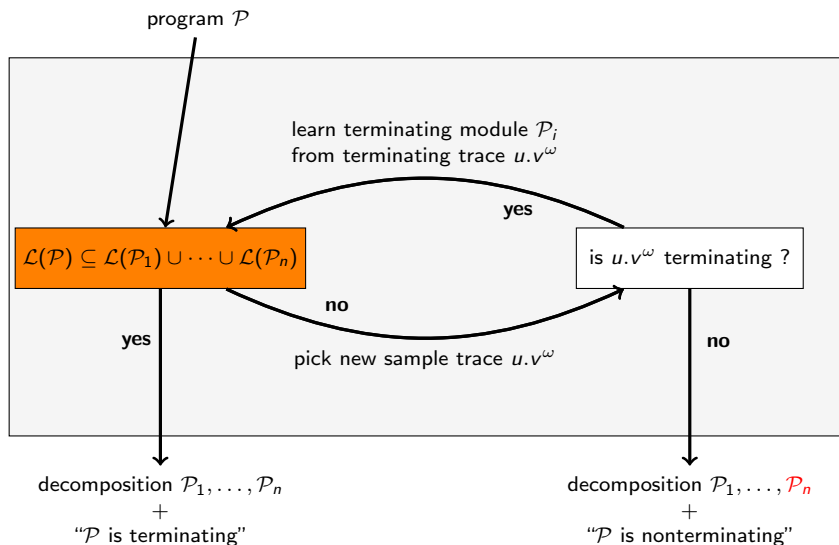 program 𝒫
learn terminating module 𝒫ᵢ
from terminating trace u.v^ω
yes
ℒ(𝒫) ⊆ ℒ(𝒫₁) ∪ ⋯ ∪ ℒ(𝒫ₙ)
is u.v^ω terminating ?
no
pick new sample trace u.v^ω
yes
no
decomposition 𝒫₁, . . . , 𝒫ₙ
+
“𝒫 is terminating”
decomposition 𝒫₁, . . . , 𝒫ₙ
+
“𝒫 is nonterminating”